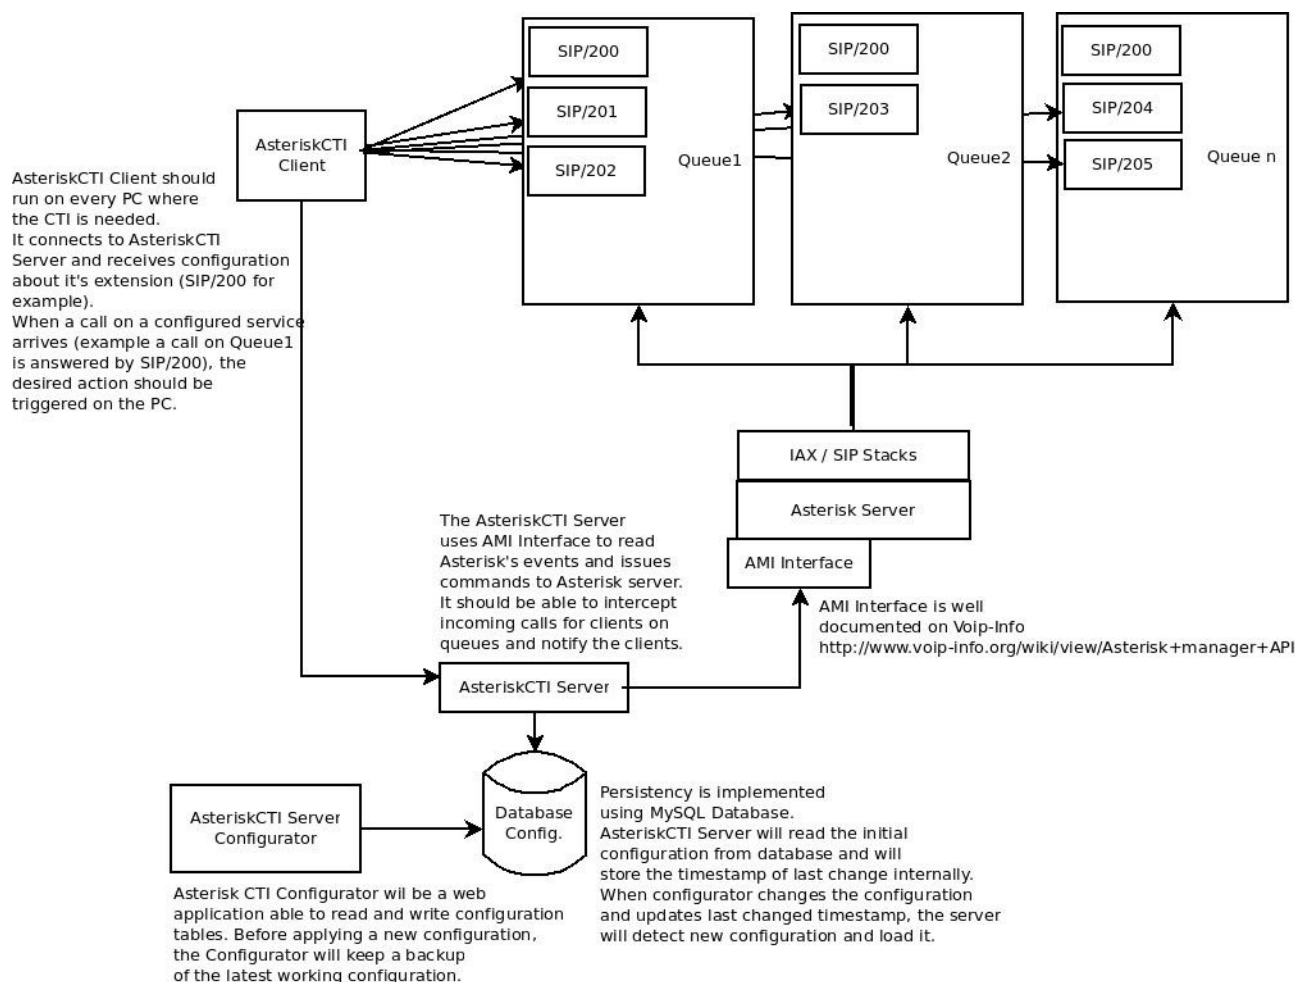 SIP/200
SIP/201
SIP/202
Queue1
SIP/200
SIP/203
Queue2
SIP/200
SIP/204
SIP/205
Queue n
AsteriskCTI
Client
AsteriskCTI Client should
run on every PC where
the CTI is needed.
It connects to AsteriskCTI
Server and receives configuration
about it's extension (SIP/200 for
example).
When a call on a configured service
arrives (example a call on Queue1
is answered by SIP/200), the
desired action should be
triggered on the PC.
IAX / SIP Stacks
Asterisk Server
AMI Interface
The AsteriskCTI Server
uses AMI Interface to read
Asterisk's events and issues
commands to Asterisk server.
It should be able to intercept
incoming calls for clients on
queues and notify the clients.
AMI Interface is well
documented on Voip-Info
http://www.voip-info.org/wiki/view/Asterisk+manager+API
AsteriskCTI Server
Database
Config.
AsteriskCTI Server
Configurator
Persistency is implemented
using MySQL Database.
AsteriskCTI Server will read the initial
configuration from database and will
store the timestamp of last change internally.
When configurator changes the configuration
and updates last changed timestamp, the server
will detect new configuration and load it.
Asterisk CTI Configurator wil be a web
application able to read and write configuration
tables. Before applying a new configuration,
the Configurator will keep a backup
of the latest working configuration.